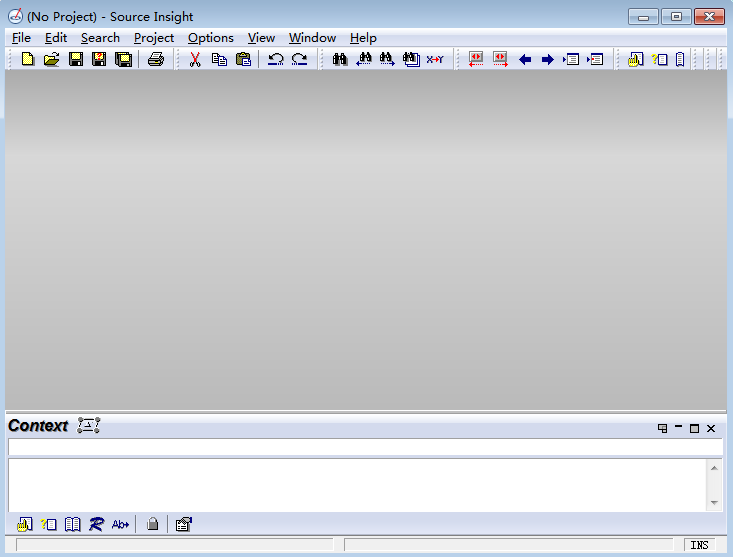 (No Project) - Source Insight
File Edit Search Project Options View Window Help
X→Y
Context
R Ab
INS